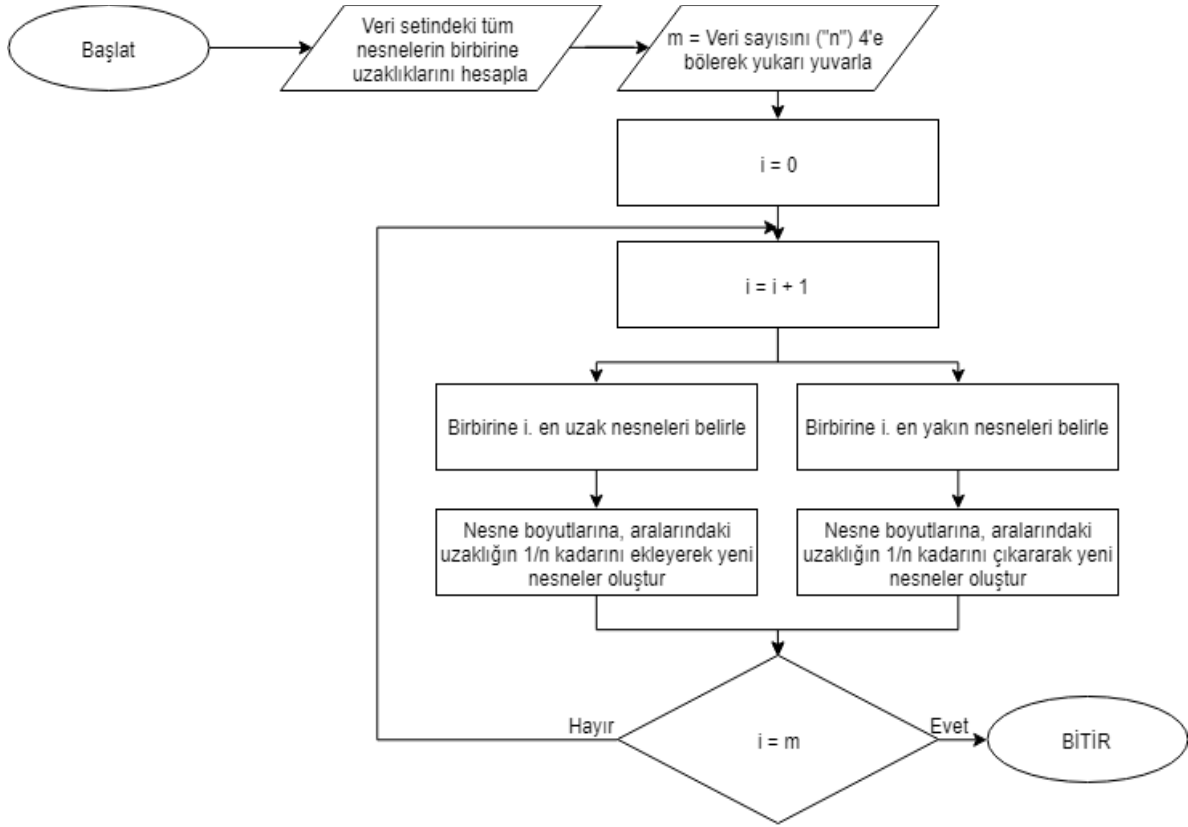 Başlat
Veri setindeki tüm
nesnelerin birbirine
uzaklıklarını hesapla
m = Veri sayısını ("n") 4'e
bölerek yukarı yuvarla
i = 0
i = i + 1
Birbirine i. en uzak nesneleri belirle
Birbirine i. en yakın nesneleri belirle
Nesne boyutlarına, aralarındaki
uzaklığın 1/n kadarını ekleyerek yeni
nesneler oluştur
Nesne boyutlarına, aralarındaki
uzaklığın 1/n kadarını çıkararak yeni
nesneler oluştur
Hayır
i = m
Evet
BİTİR